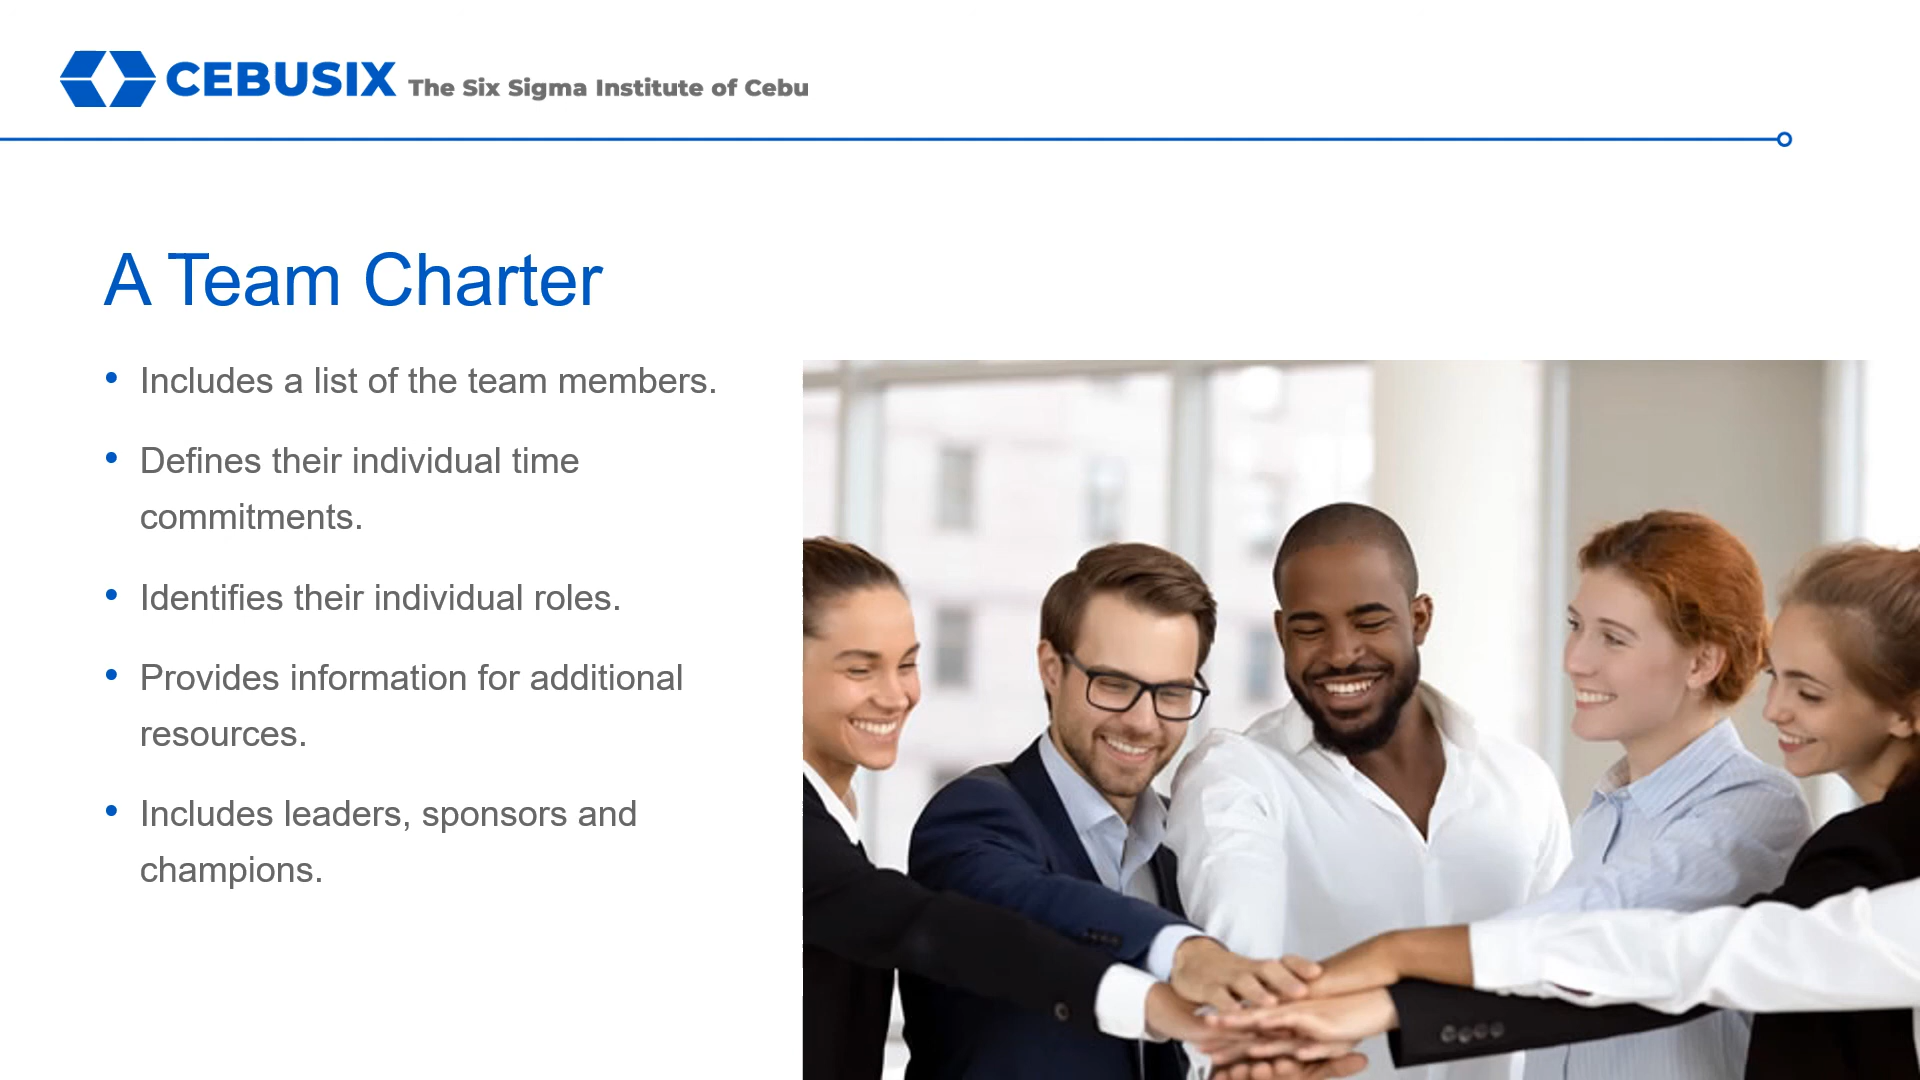 CEBUSIX The Six Sigma Institute of Cebu
A Team Charter
• Includes a list of the team members.
• Defines their individual time
commitments.
• Identifies their individual roles.
• Provides information for additional
resources.
• Includes leaders, sponsors and
champions.